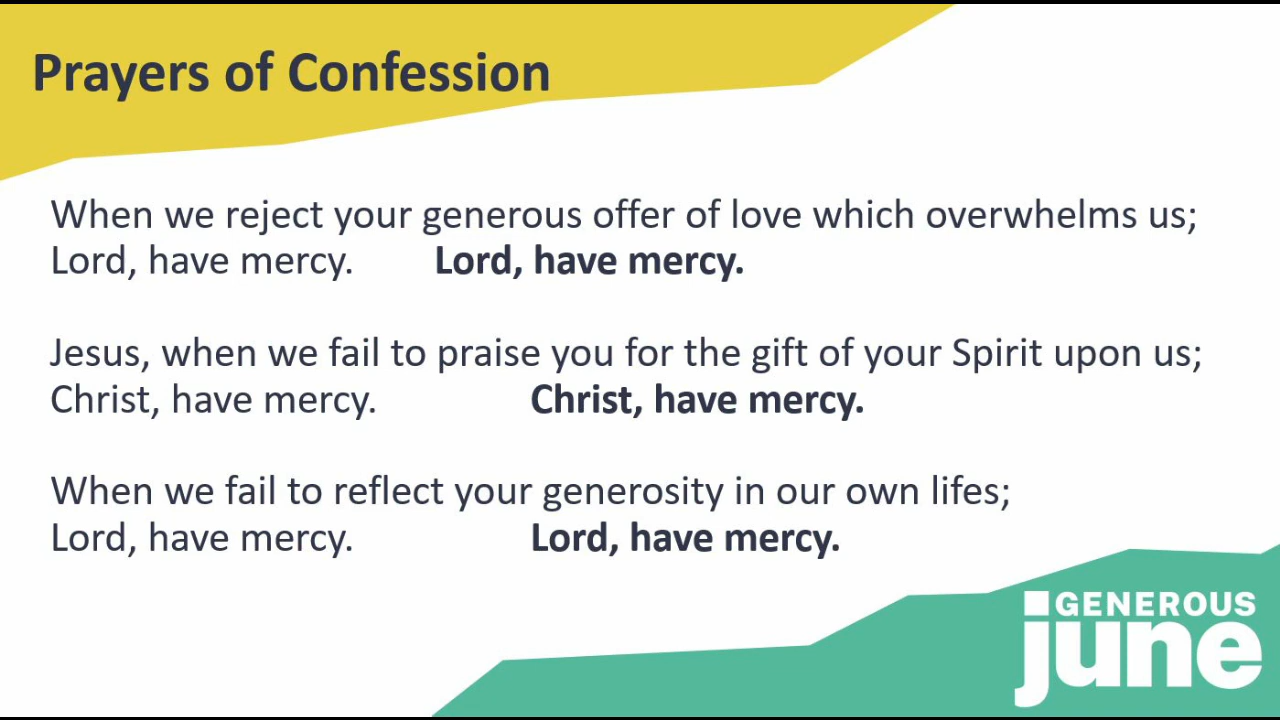 Prayers of Confession
When we reject your generous offer of love which overwhelms us;
Lord, have mercy. Lord, have mercy.
Jesus, when we fail to praise you for the gift of your Spirit upon us;
Christ, have mercy. Christ, have mercy.
When we fail to reflect your generosity in our own lifes;
Lord, have mercy. Lord, have mercy.
GENEROUS
june